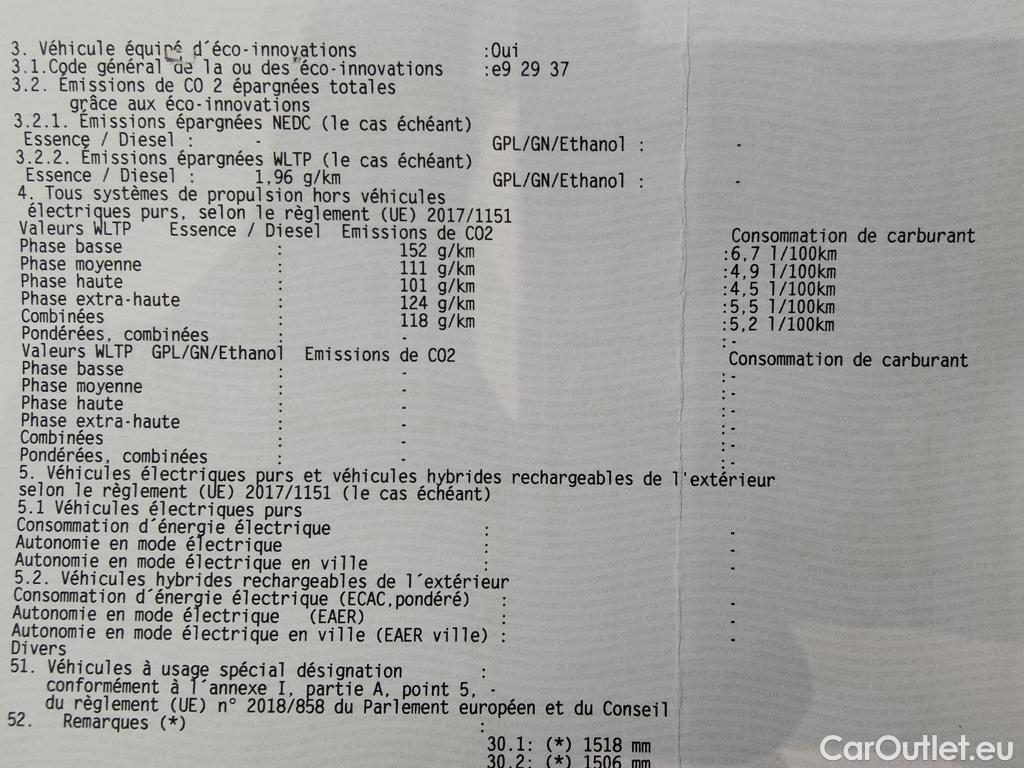 3. Véhicule équipé d´éco-innovations :Oui
3.1.Code général de la ou des éco-innovations :e9 29 37
3.2. Émissions de CO 2 épargnées totales
grâce aux éco-innovations
3.2.1. Émissions épargnées NEDC (le cas échéant)
Essence / Diesel : - GPL/GN/Ethanol : -
3.2.2. Émissions épargnées WLTP (le cas échéant)
Essence / Diesel : 1,96 g/km GPL/GN/Ethanol : -
4. Tous systèmes de propulsion hors véhicules
électriques purs, selon le règlement (UE) 2017/1151
Valeurs WLTP Essence / Diesel Emissions de CO2 Consommation de carburant
Phase basse : 152 g/km :6,7 l/100km
Phase moyenne : 111 g/km :4,9 l/100km
Phase haute : 101 g/km :4,5 l/100km
Phase extra-haute : 124 g/km :5,5 l/100km
Combinées : 118 g/km :5,2 l/100km
Pondérées, combinées : - :-
Valeurs WLTP GPL/GN/Ethanol Emissions de CO2 Consommation de carburant
Phase basse : - :-
Phase moyenne : - :-
Phase haute : - :-
Phase extra-haute : - :-
Combinées : - :-
Pondérées, combinées : - :-
5. Véhicules électriques purs et véhicules hybrides rechargeables de l'extérieur
selon le règlement (UE) 2017/1151 (le cas échéant)
5.1 Véhicules électriques purs
Consommation d´énergie électrique : -
Autonomie en mode électrique : -
Autonomie en mode électrique en ville : -
5.2. Véhicules hybrides rechargeables de l´extérieur
Consommation d´énergie électrique (ECAC,pondéré) : -
Autonomie en mode électrique (EAER) : -
Autonomie en mode électrique en ville (EAER ville) : -
Divers
51. Véhicules à usage spécial désignation :
conformément à l´annexe I, partie A, point 5, -
du règlement (UE) n° 2018/858 du Parlement européen et du Conseil
52. Remarques (*) :
30.1: (*) 1518 mm
30.2: (*) 1506 mm
CarOutlet.eu